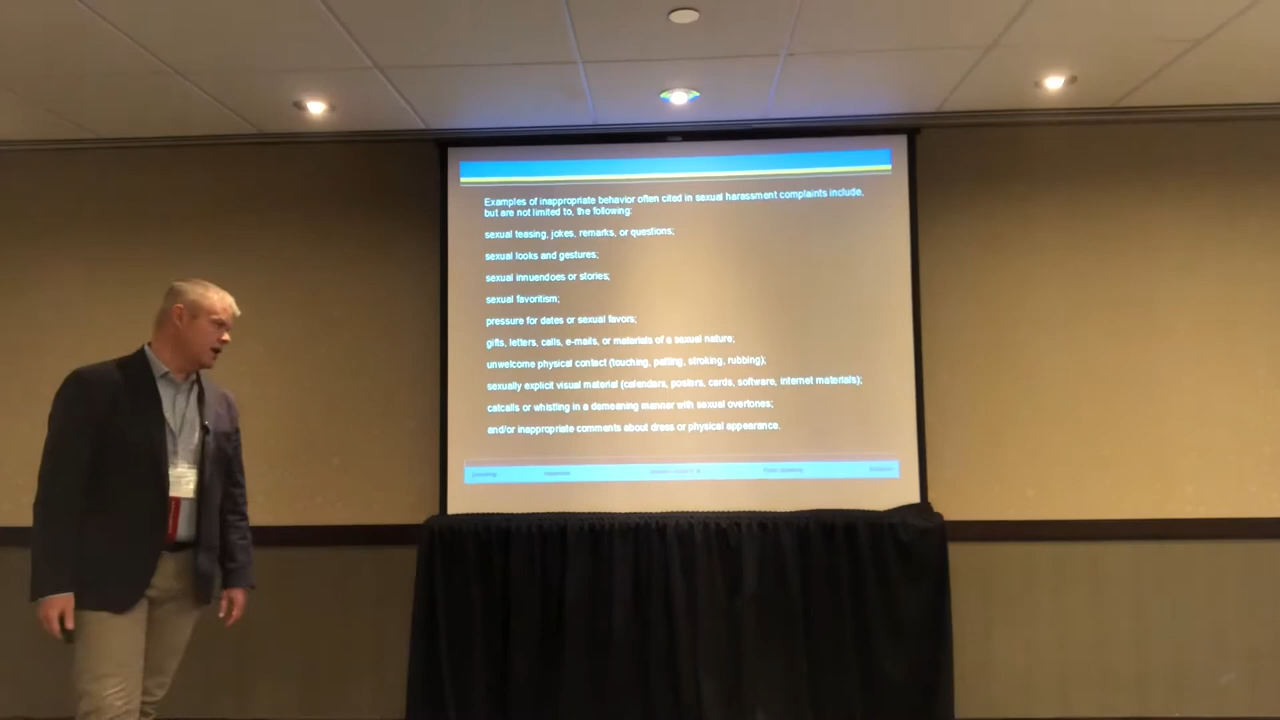 Examples of inappropriate behavior often cited in sexual harassment complaints include,
but are not limited to, the following:
sexual teasing, jokes, remarks, or questions;
sexual looks and gestures;
sexual innuendoes or stories;
sexual favoritism;
pressure for dates or sexual favors;
gifts, letters, calls, e-mails, or materials of a sexual nature;
unwelcome physical contact (touching, patting, stroking, rubbing);
sexually explicit visual material (calendars, posters, cards, software, internet materials);
catcalls or whistling in a demeaning manner with sexual overtones;
and/or inappropriate comments about dress or physical appearance.